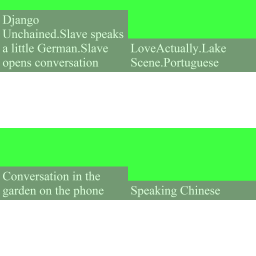 Django
Unchained.Slave speaks
a little German.Slave
opens conversation
LoveActually.Lake
Scene.Portuguese
Conversation in the
garden on the phone
Speaking Chinese